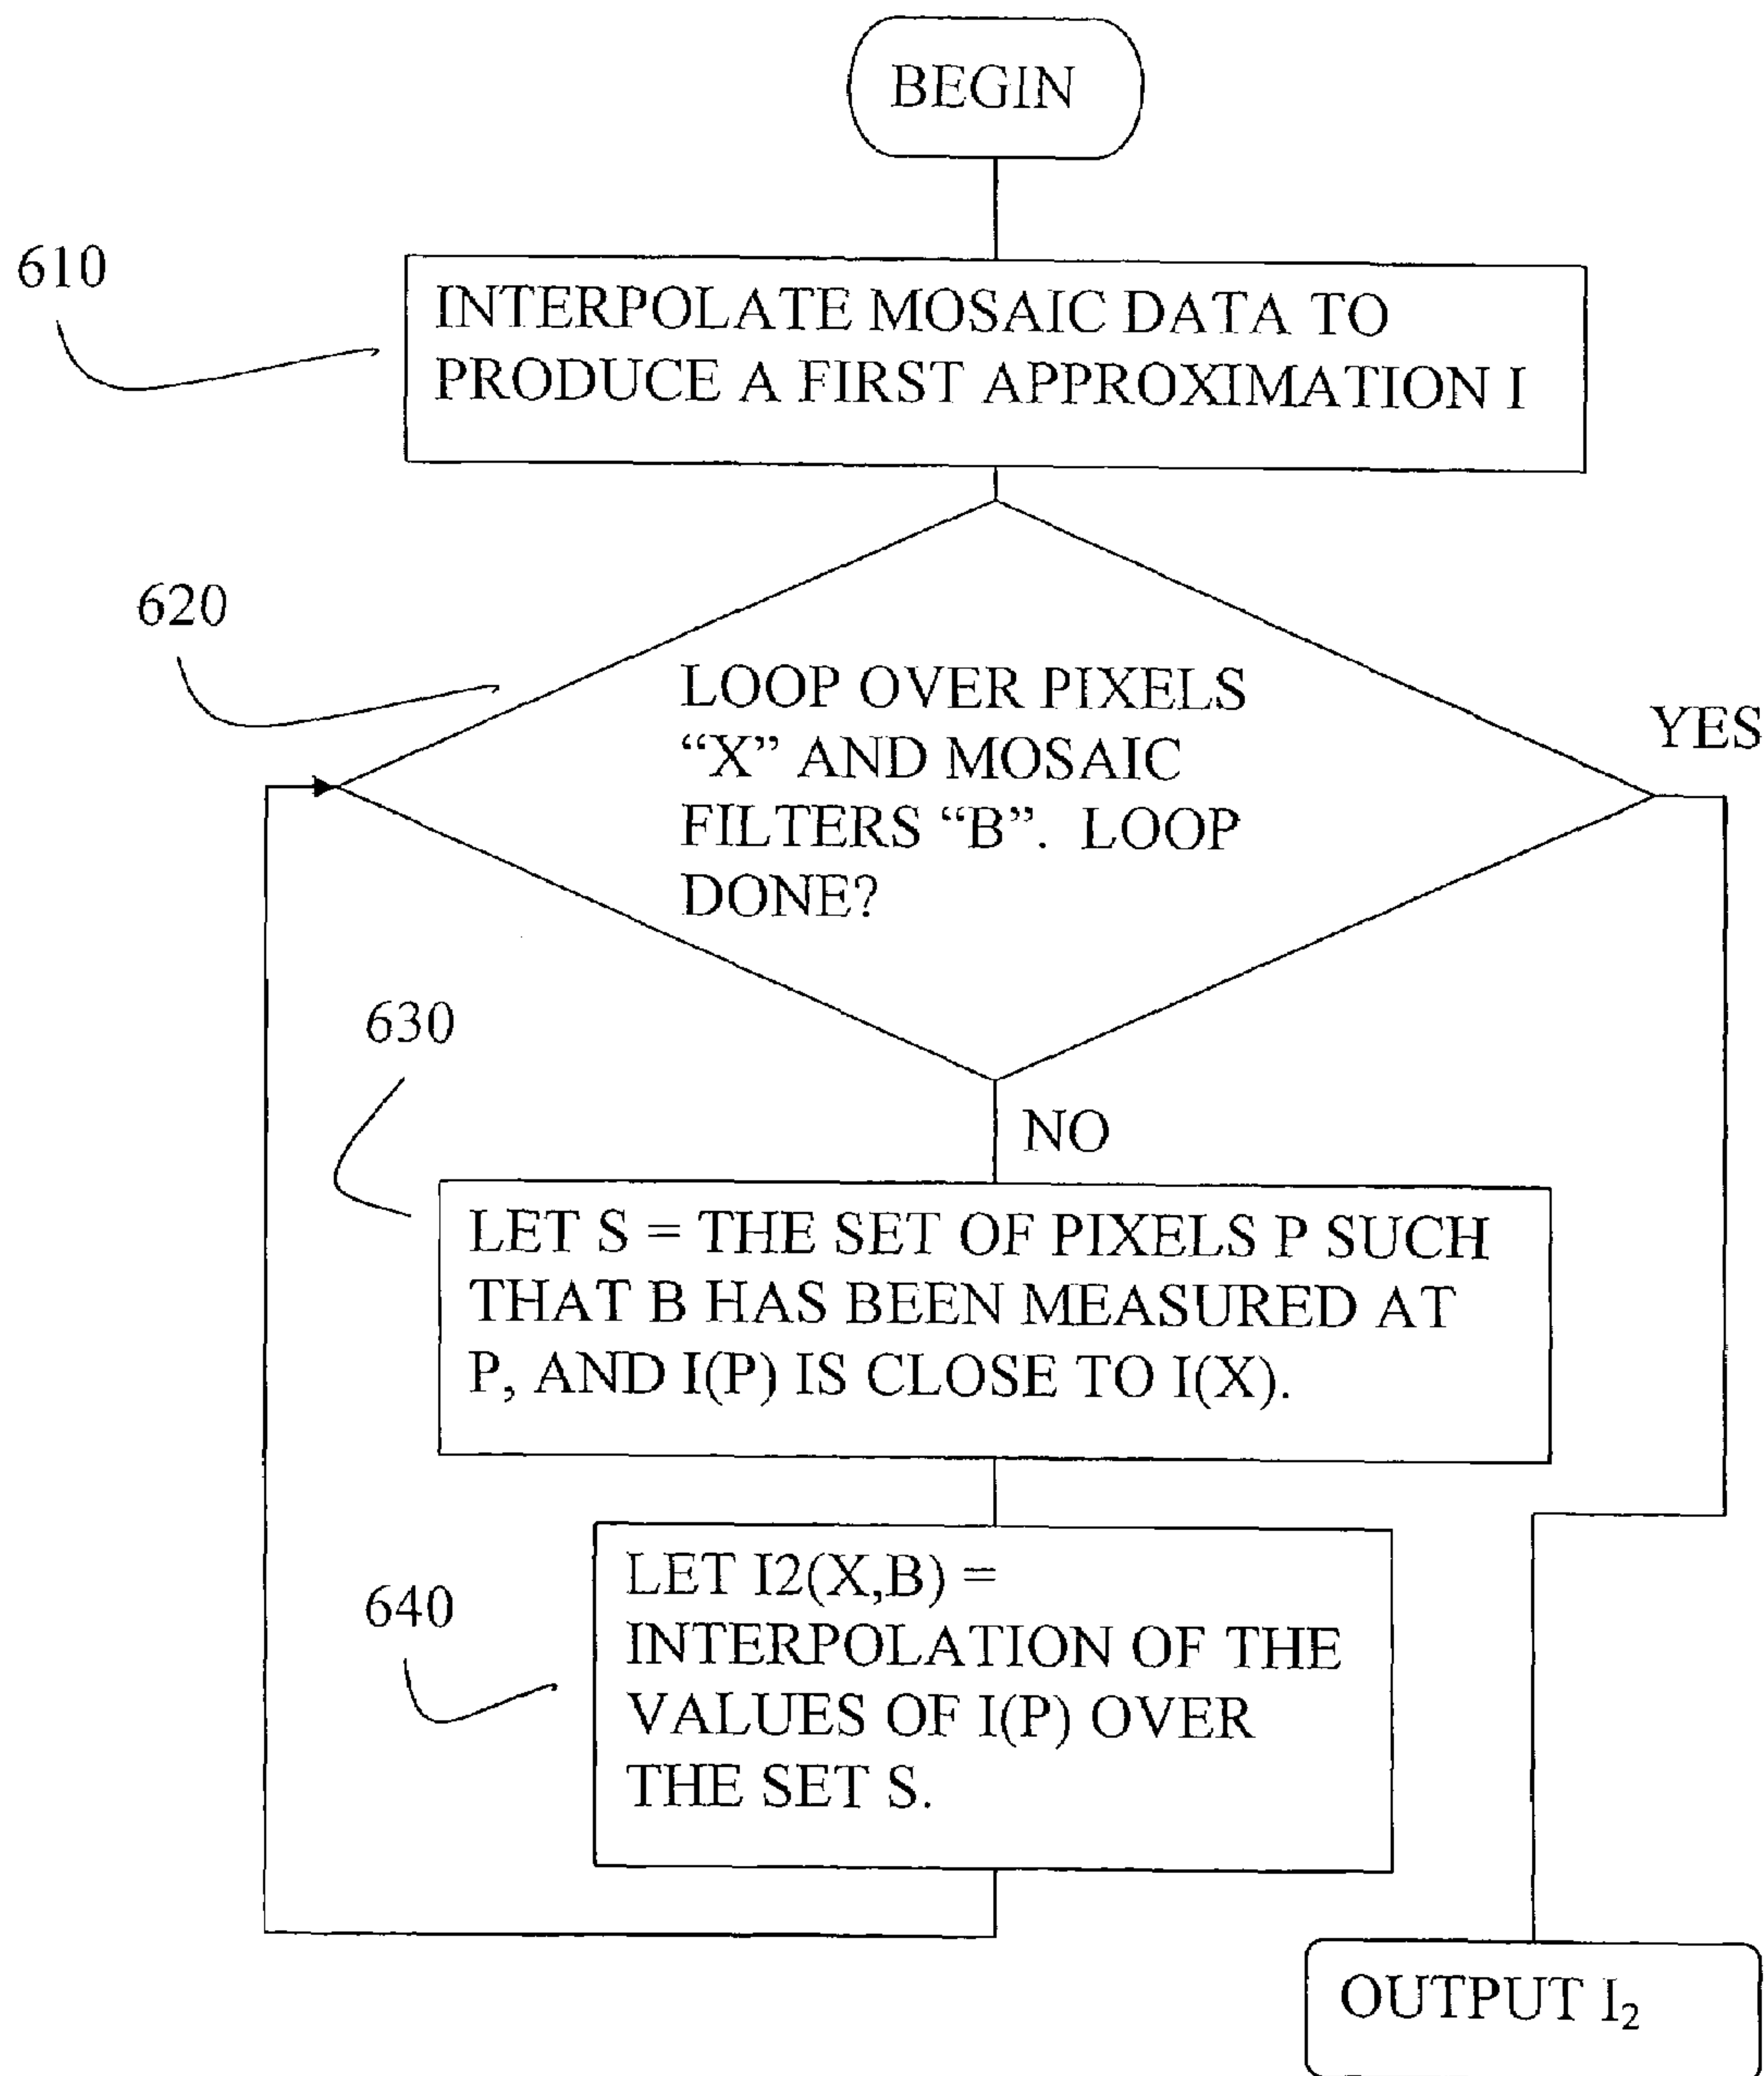 BEGIN
610
INTERPOLATE MOSAIC DATA TO
PRODUCE A FIRST APPROXIMATION I
620
LOOP OVER PIXELS
“X” AND MOSAIC
FILTERS “B”. LOOP
DONE?
YES
630
NO
LET S = THE SET OF PIXELS P SUCH
THAT B HAS BEEN MEASURED AT
P, AND I(P) IS CLOSE TO I(X).
640
LET I2(X,B) =
INTERPOLATION OF THE
VALUES OF I(P) OVER
THE SET S.
OUTPUT I₂